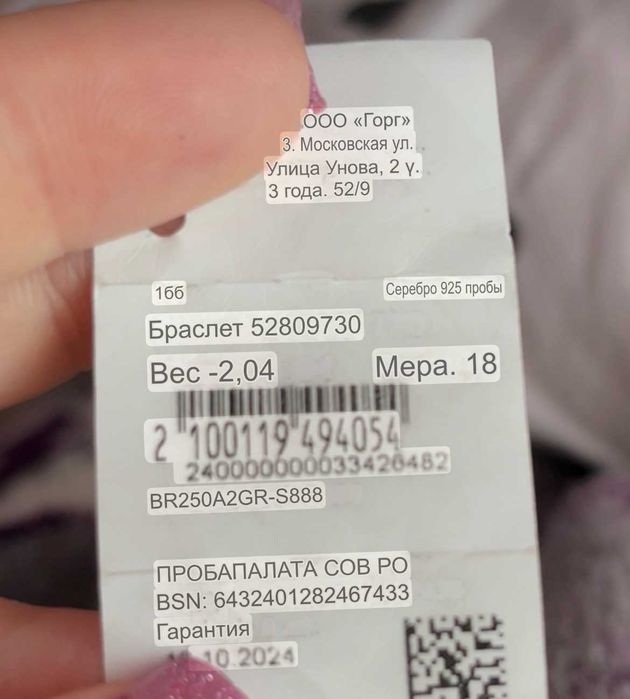 ООО «Горг»
3. Московская ул.
Улица Унова, 2 γ.
3 года. 52/9
1бб
Серебро 925 пробы
Браслет 52809730
Вес -2,04
Мера. 18
2 100119 494054
2400000000033426482
BR250A2GR-S888
ПРОБАПАЛАТА СОВ РО
BSN: 6432401282467433
Гарантия
10.2024